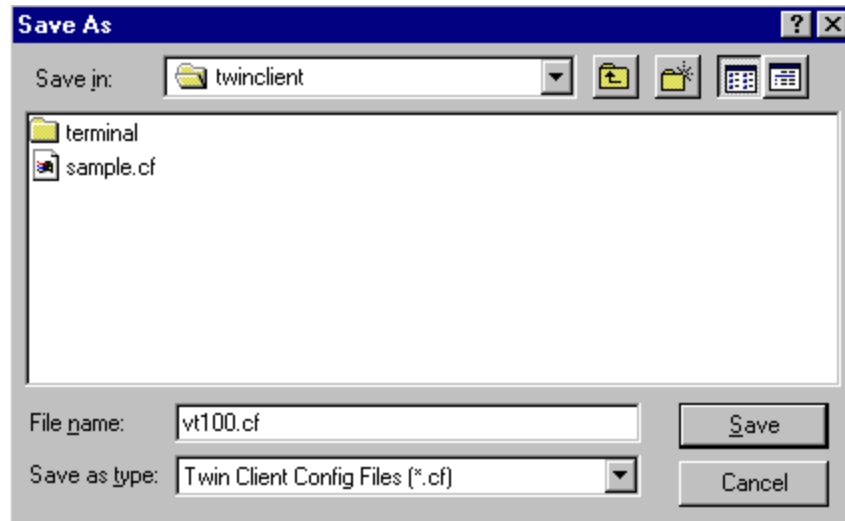 Save As
Save in: twinclient
terminal
sample.cf
File name: vt100.cf Save
Save as type: Twin Client Config Files (*.cf) Cancel